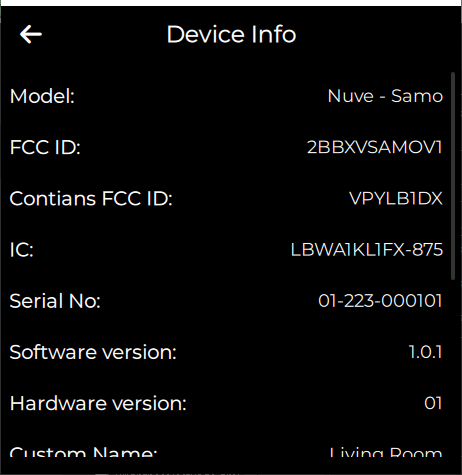 Device Info
Model: Nuve - Samo
FCC ID: 2BBXVSAMOV1
Contians FCC ID: VPYLB1DX
IC: LBWA1KL1FX-875
Serial No: 01-223-000101
Software version: 1.0.1
Hardware version: 01
Custom Name: Living Room